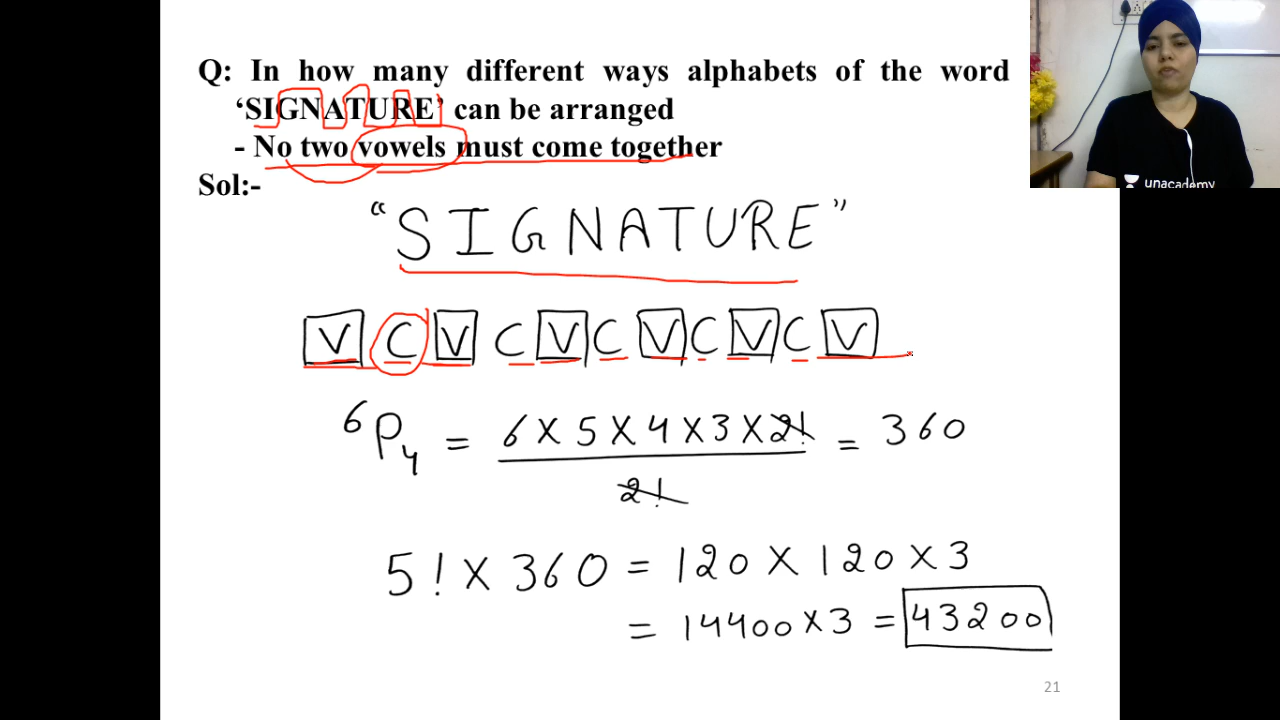 Q: In how many different ways alphabets of the word
‘SIGNATURE’ can be arranged
- No two vowels must come together
Sol:-
“SIGNATURE”
V C V C V C V C V C V
⁶P₄ = 6 X 5 X 4 X 3 X 2! / 2! = 360
5! X 360 = 120 X 120 X 3
= 14400 X 3 = 43200
21
unacademy